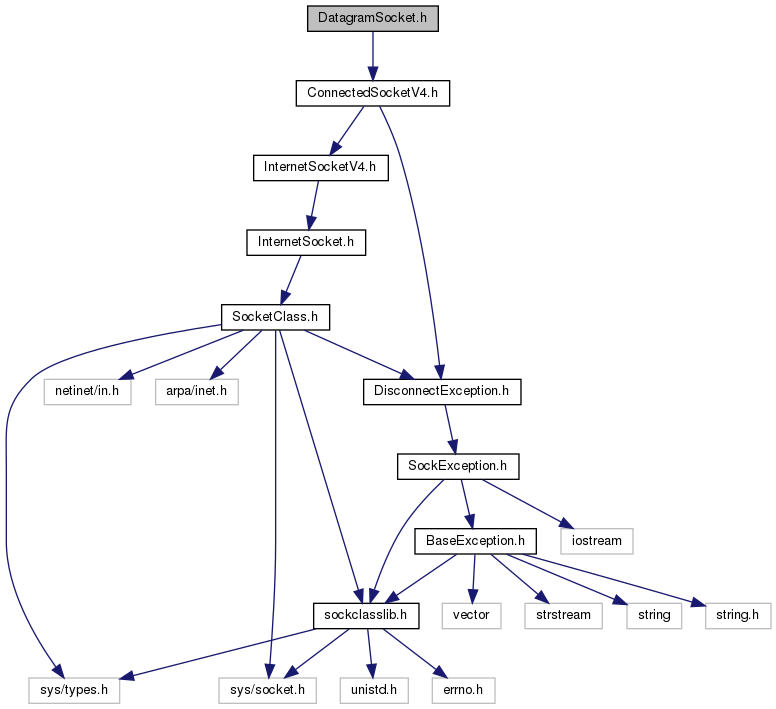 DatagramSocket.h
ConnectedSocketV4.h
InternetSocketV4.h
InternetSocket.h
SocketClass.h
netinet/in.h
arpa/inet.h
DisconnectException.h
SockException.h
BaseException.h
iostream
sockclasslib.h
vector
strstream
string
string.h
sys/types.h
sys/socket.h
unistd.h
errno.h